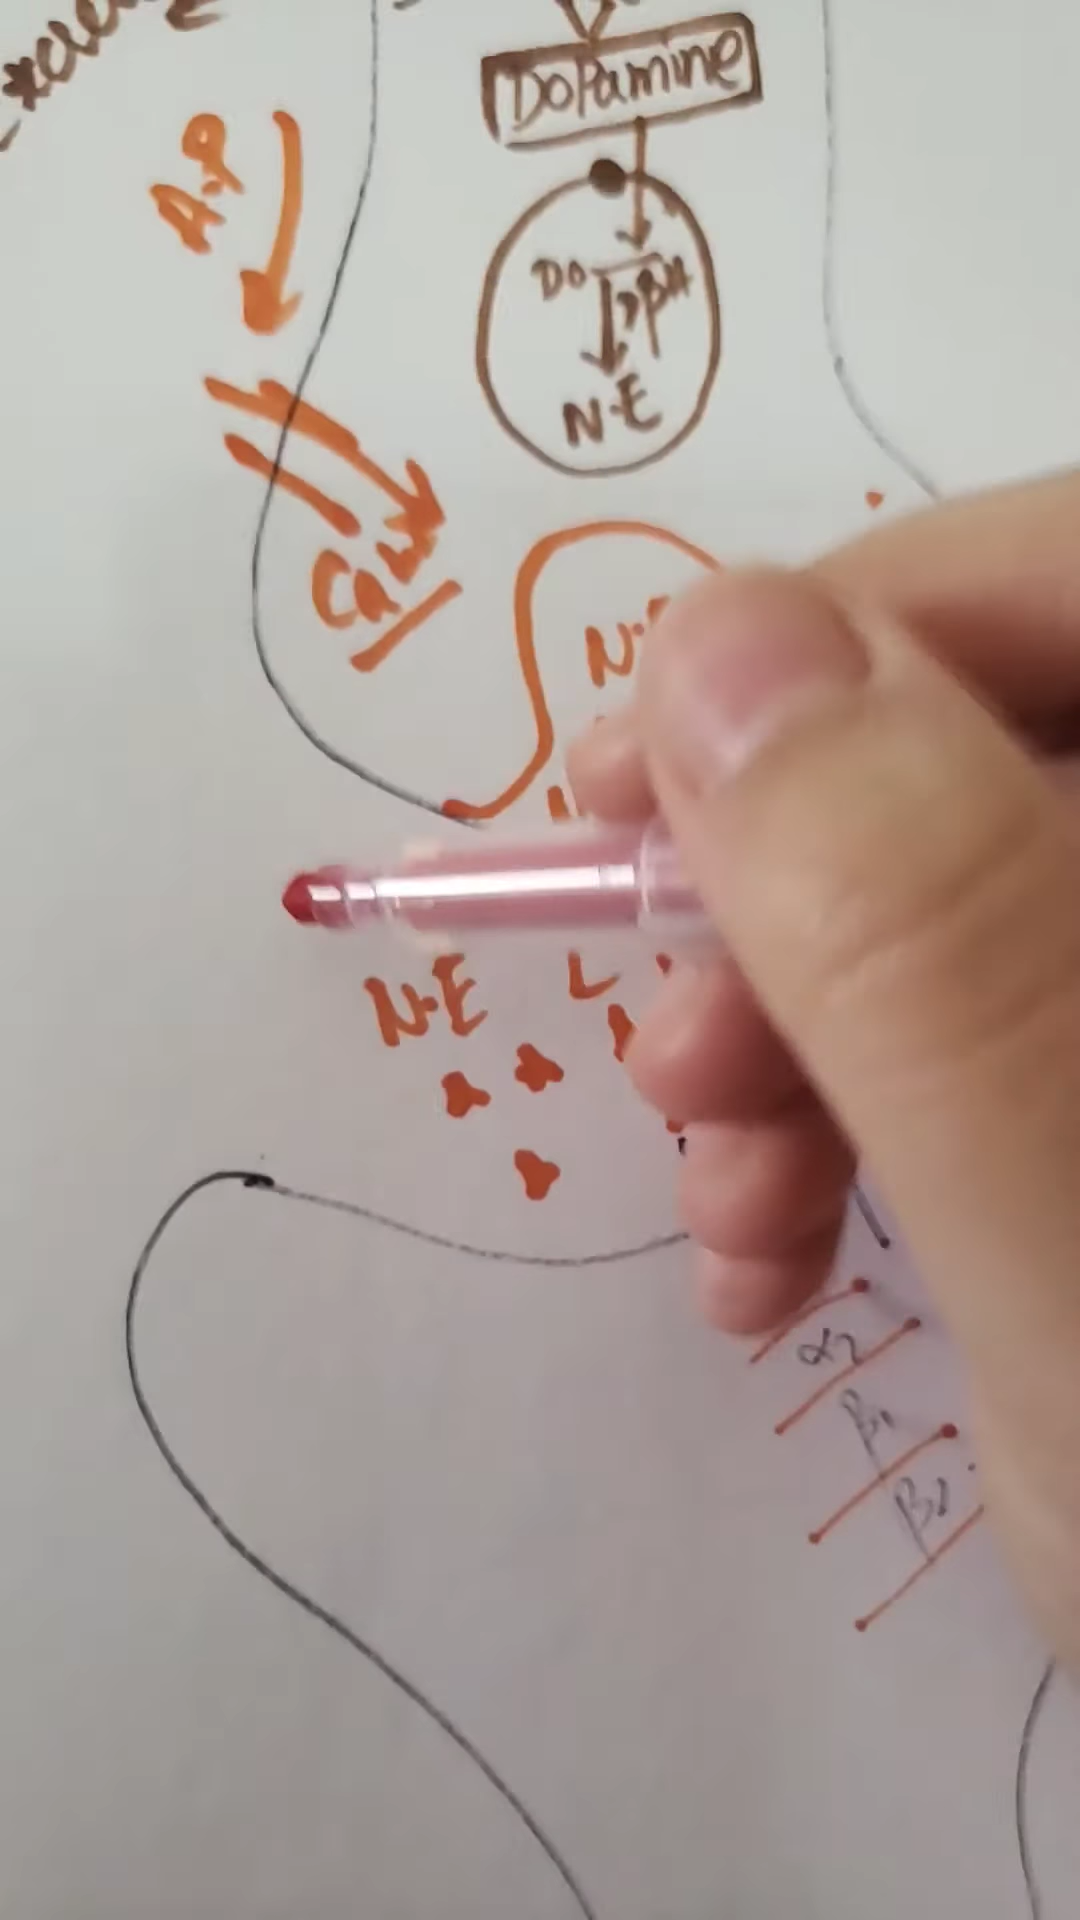 Dopamine
A.P
Do
DβH
N.E
Ca++
N.E
L
α2
β1
β2